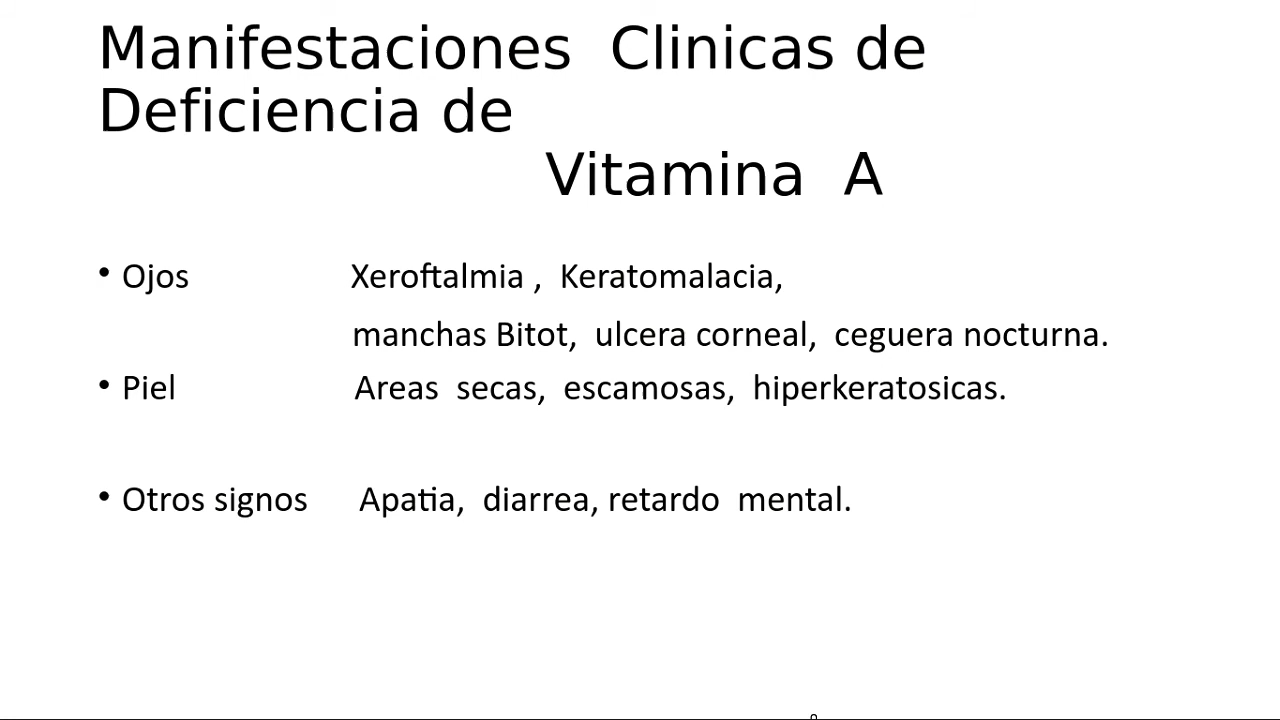 Manifestaciones Clinicas de
Deficiencia de
Vitamina A
• Ojos Xeroftalmia , Keratomalacia,
manchas Bitot, ulcera corneal, ceguera nocturna.
• Piel Areas secas, escamosas, hiperkeratosicas.
• Otros signos Apatia, diarrea, retardo mental.